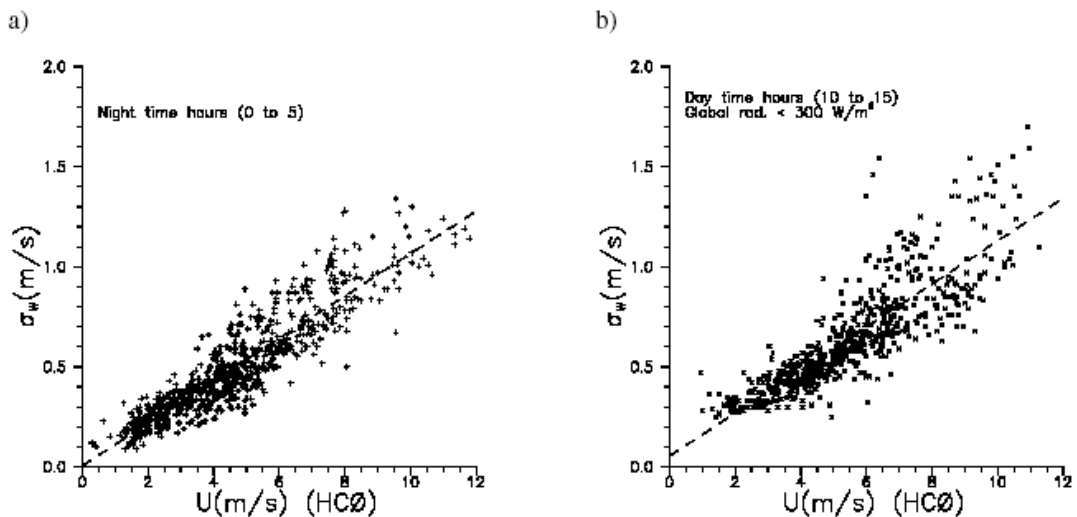 a)
2.0
1.5
1.0
0.5
0.0
σw(m/s)
Night time hours (0 to 5)
0 2 4 6 8 10 12
U(m/s) (HCØ)
b)
2.0
1.5
1.0
0.5
0.0
σw(m/s)
Day time hours (10 to 15)
Global rad. < 300 W/m²
0 2 4 6 8 10 12
U(m/s) (HCØ)